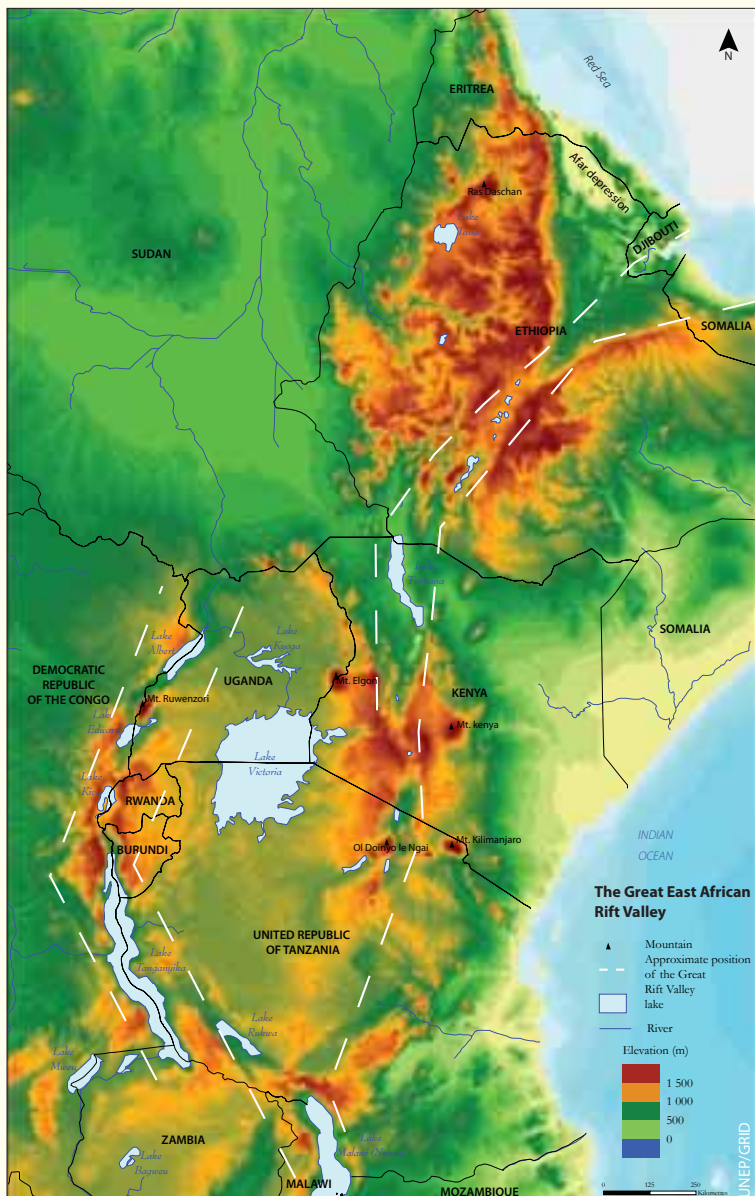 N
Red Sea
ERITREA
Afar depression
Ras Daschan
Lake
Tana
DJIBOUTI
SUDAN
ETHIOPIA
SOMALIA
Lake
Turkana
SOMALIA
Lake
Albert
Lake
Kyoga
DEMOCRATIC
REPUBLIC
OF THE CONGO
UGANDA
Mt. Elgon
KENYA
Mt. Ruwenzori
Lake
Edward
Mt. kenya
Lake
Victoria
Lake
Kivu
RWANDA
BURUNDI
Ol Doinyo le Ngai
Mt. Kilimanjaro
INDIAN
OCEAN
UNITED REPUBLIC
OF TANZANIA
Lake
Tanganyika
Lake
Rukwa
Lake
Mweu
ZAMBIA
Lake
Bagweu
Lake
Malawi
MALAWI
MOZAMBIQUE
The Great East African
Rift Valley
Mountain
Approximate position
of the Great
Rift Valley
lake
River
Elevation (m)
1 500
1 000
500
0
0 125 250
Kilometres
UNEP/GRID